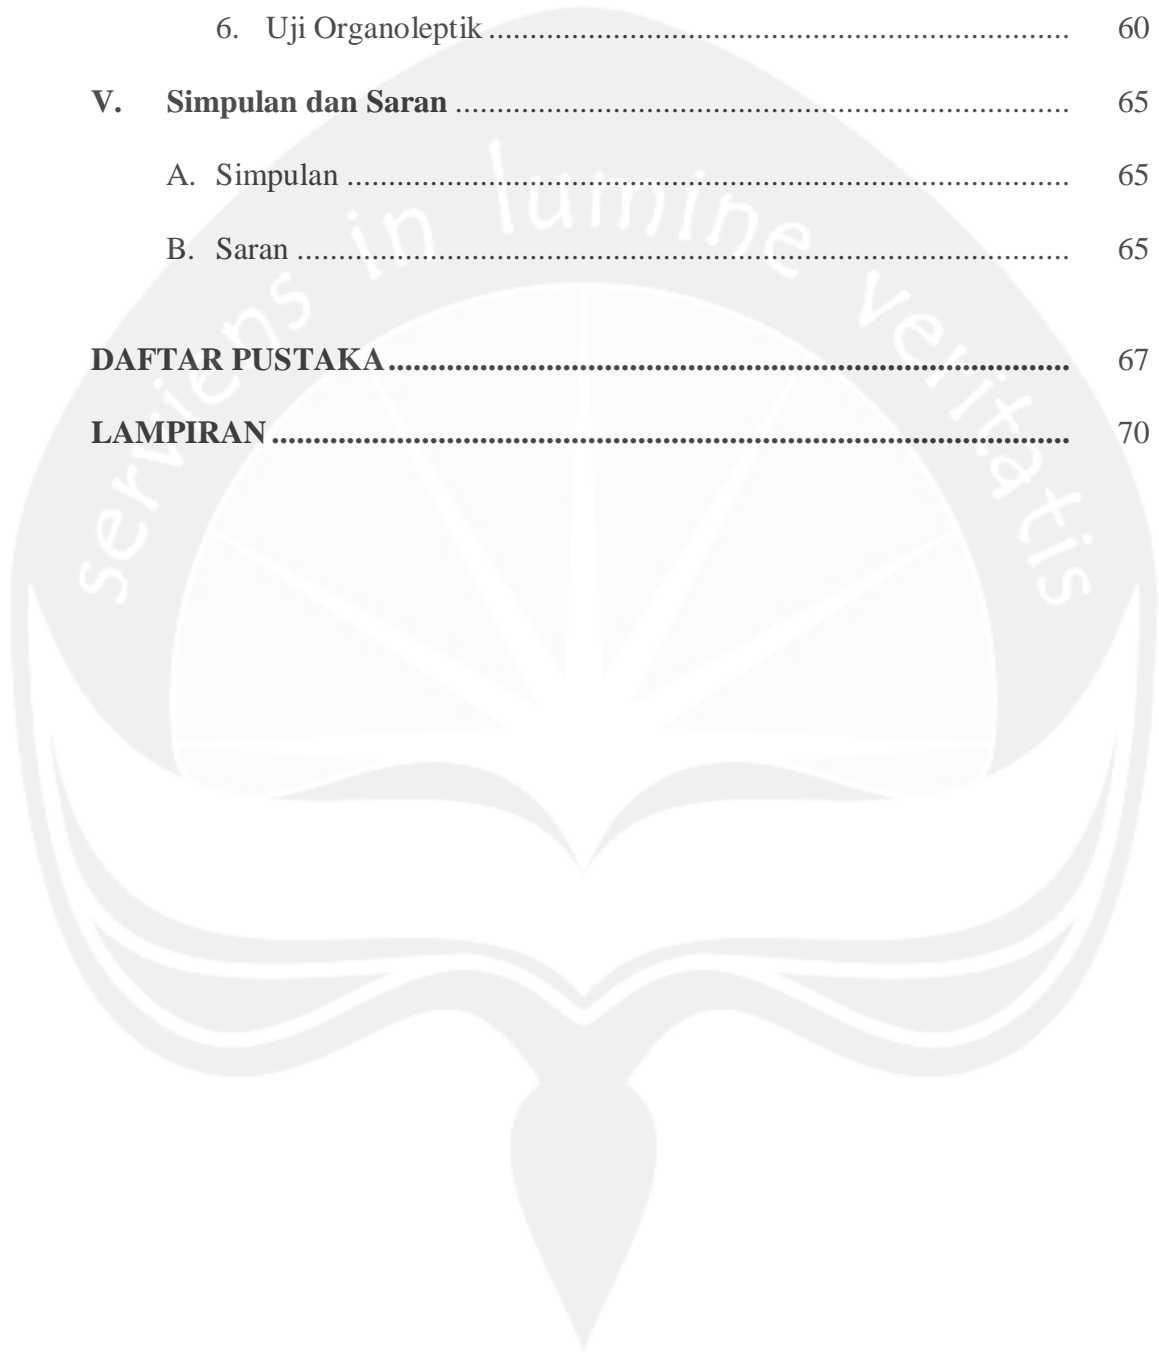 6. Uji Organoleptik ........................................................................ 60
V. Simpulan dan Saran ........................................................................... 65
A. Simpulan ........................................................................................ 65
B. Saran .............................................................................................. 65
DAFTAR PUSTAKA ................................................................................... 67
LAMPIRAN ................................................................................................. 70
serviens in lumine veritatis